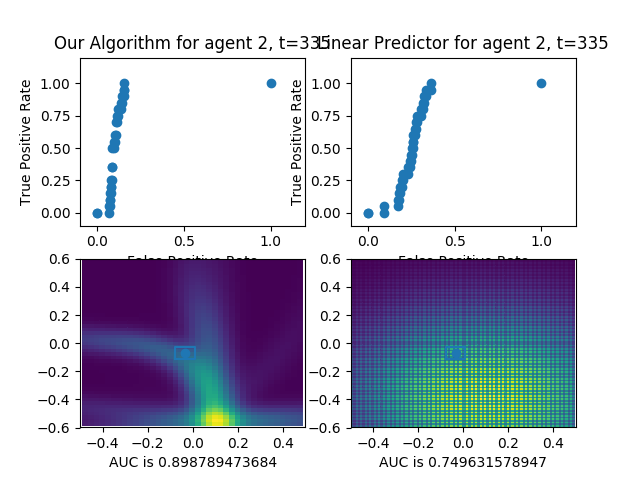 Our Algorithm for agent 2, t=335
Linear Predictor for agent 2, t=335
True Positive Rate
1.00
0.75
0.50
0.25
0.00
0.0 0.5 1.0
False Positive Rate
True Positive Rate
1.00
0.75
0.50
0.25
0.00
0.0 0.5 1.0
False Positive Rate
0.6
0.4
0.2
0.0
−0.2
−0.4
−0.6
−0.4 −0.2 0.0 0.2 0.4
AUC is 0.898789473684
0.6
0.4
0.2
0.0
−0.2
−0.4
−0.6
−0.4 −0.2 0.0 0.2 0.4
AUC is 0.749631578947